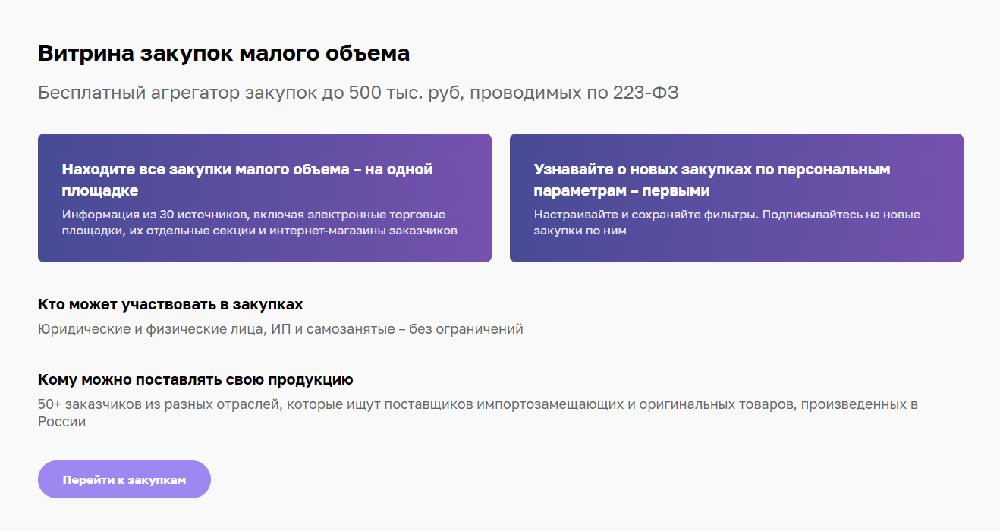 Витрина закупок малого объема
Бесплатный агрегатор закупок до 500 тыс. руб, проводимых по 223-ФЗ
Находите все закупки малого объема – на одной
площадке
Информация из 30 источников, включая электронные торговые
площадки, их отдельные секции и интернет-магазины заказчиков
Узнавайте о новых закупках по персональным
параметрам – первыми
Настраивайте и сохраняйте фильтры. Подписывайтесь на новые
закупки по ним
Кто может участвовать в закупках
Юридические и физические лица, ИП и самозанятые – без ограничений
Кому можно поставлять свою продукцию
50+ заказчиков из разных отраслей, которые ищут поставщиков импортозамещающих и оригинальных товаров, произведенных в
России
Перейти к закупкам